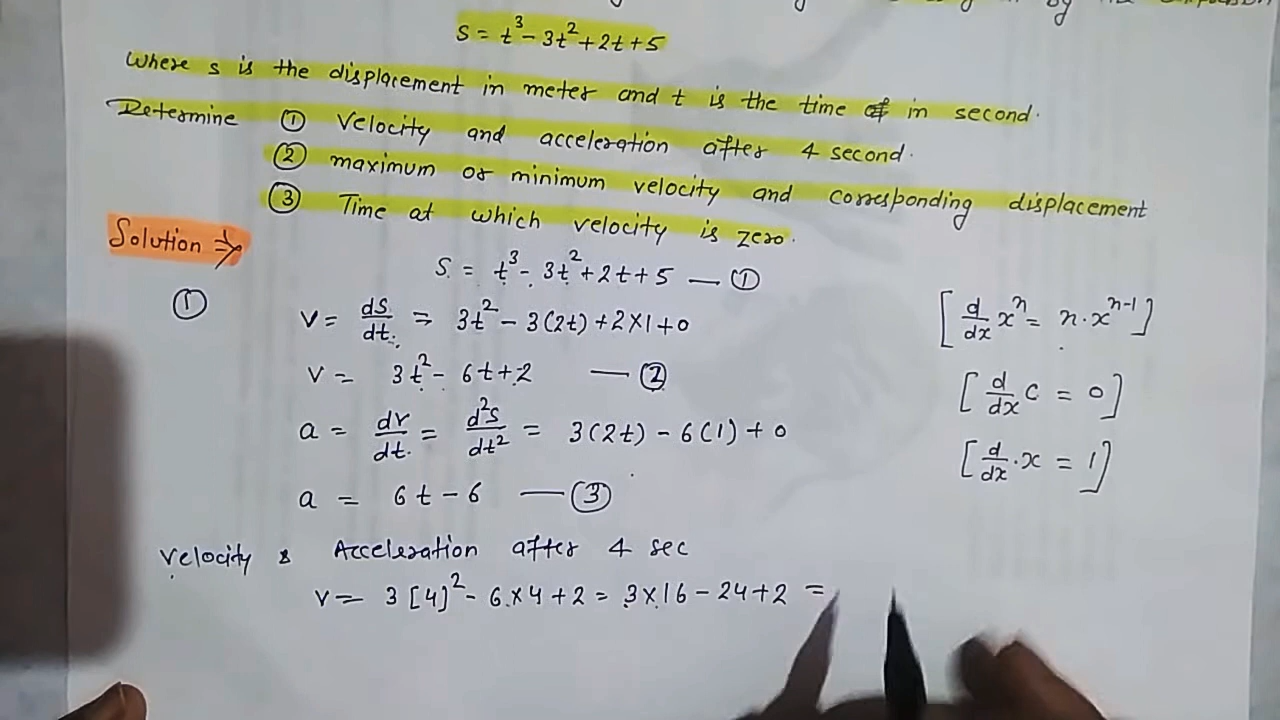 by
S = t³ - 3t² + 2t + 5
Where s is the displacement in meter and t is the time of in second.
Determine ① Velocity and acceleration after 4 second.
② maximum or minimum velocity and corresponding displacement
③ Time at which velocity is zero.
Solution ⇒
S = t³ - 3t² + 2t + 5 — ①
① V = dS/dt = 3t² - 3(2t) + 2×1 + 0
[d/dx xⁿ = n·xⁿ⁻¹]
V = 3t² - 6t + 2 — ②
[d/dx C = 0]
a = dv/dt = d²S/dt² = 3(2t) - 6(1) + 0
[d/dx · x = 1]
a = 6t - 6 — ③
Velocity & Acceleration after 4 sec
V = 3[4]² - 6×4 + 2 = 3×16 - 24 + 2 =